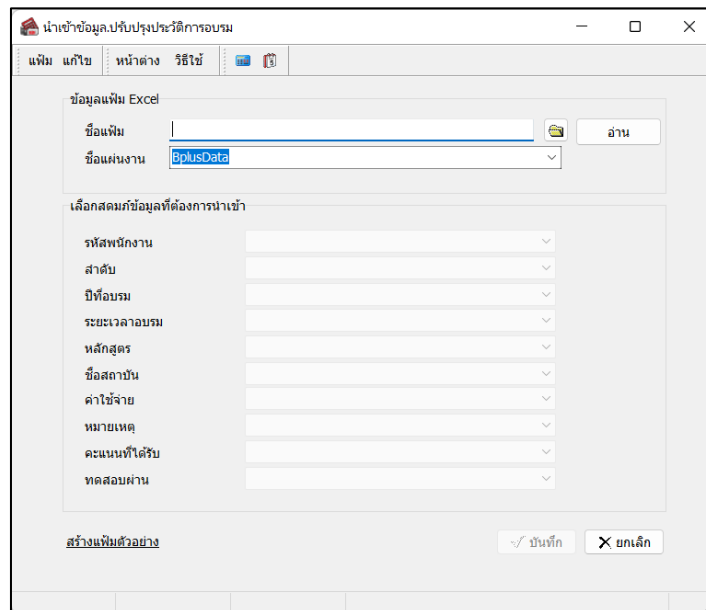 นำเข้าข้อมูล.ปรับปรุงประวัติการอบรม
แฟ้ม แก้ไข หน้าต่าง วิธีใช้
ข้อมูลแฟ้ม Excel
ชื่อแฟ้ม อ่าน
ชื่อแผ่นงาน BplusData
เลือกสดมภ์ข้อมูลที่ต้องการนำเข้า
รหัสพนักงาน
ลำดับ
ปีที่อบรม
ระยะเวลาอบรม
หลักสูตร
ชื่อสถาบัน
ค่าใช้จ่าย
หมายเหตุ
คะแนนที่ได้รับ
ทดสอบผ่าน
สร้างแฟ้มตัวอย่าง บันทึก ยกเลิก